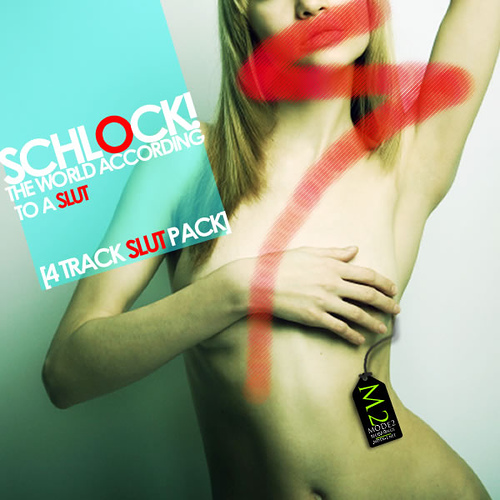 SCHLOCK!
THE WORLD ACCORDING
TO A SLUT
[4 TRACK SLUT PACK]
M2
MODE2